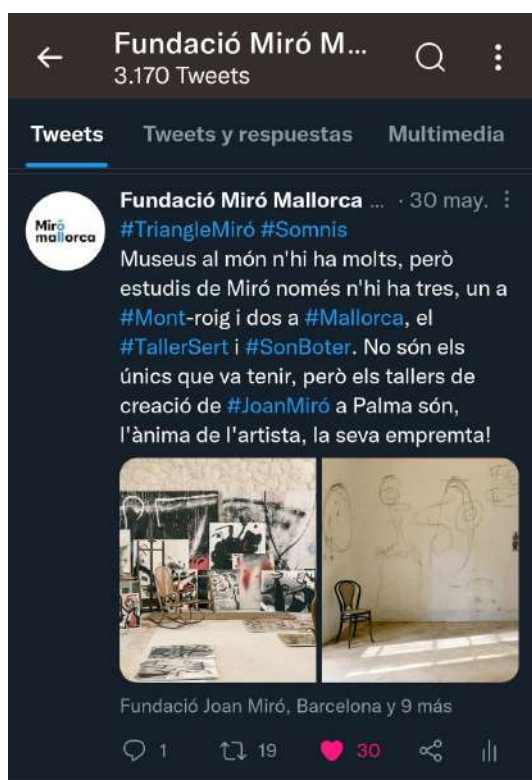 Fundació Miró M...
3.170 Tweets
Tweets Tweets y respuestas Multimedia
Miró
mallorca
Fundació Miró Mallorca ... · 30 may.
#TriangleMiró #Somnis
Museus al món n'hi ha molts, però
estudis de Miró només n'hi ha tres, un a
#Mont-roig i dos a #Mallorca, el
#TallerSert i #SonBoter. No són els
únics que va tenir, però els tallers de
creació de #JoanMiró a Palma són,
l'ànima de l'artista, la seva empremta!
Fundació Joan Miró, Barcelona y 9 más
1 19 30